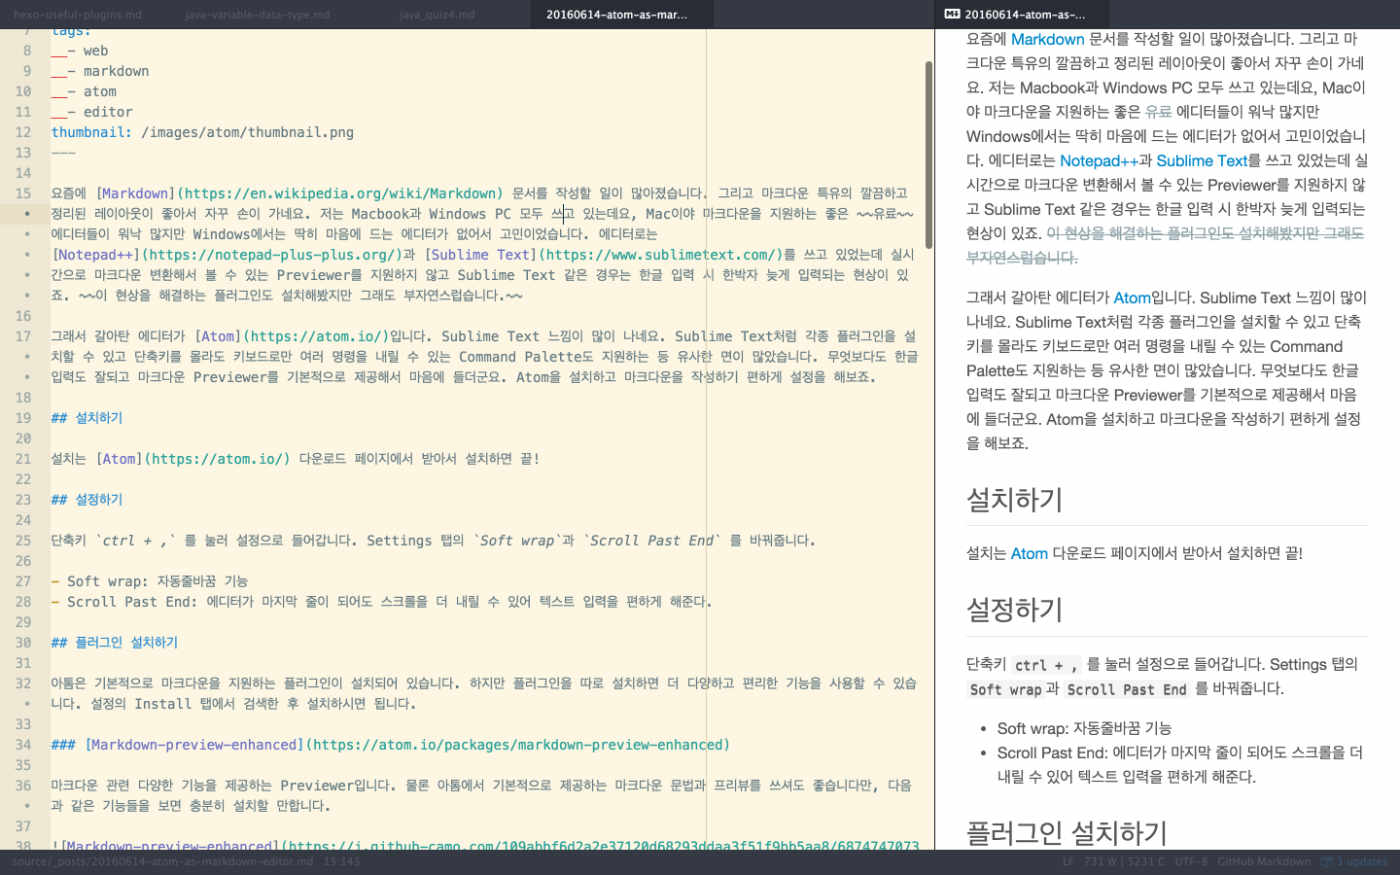 hexo-useful-plugins.md
java-variable-data-type.md
java_quiz4.md
20160614-atom-as-mar...
20160614-atom-as-...
7 tags:
8 __- web
9 __- markdown
10 __- atom
11 __- editor
12 thumbnail: /images/atom/thumbnail.png
13 ---
14
15 요즘에 [Markdown](https://en.wikipedia.org/wiki/Markdown) 문서를 작성할 일이 많아졌습니다. 그리고 마크다운 특유의 깔끔하고
정리된 레이아웃이 좋아서 자꾸 손이 가네요. 저는 Macbook과 Windows PC 모두 쓰고 있는데요, Mac이야 마크다운을 지원하는 좋은 ~~유료~~
에디터들이 워낙 많지만 Windows에서는 딱히 마음에 드는 에디터가 없어서 고민이었습니다. 에디터로는
[Notepad++](https://notepad-plus-plus.org/)과 [Sublime Text](https://www.sublimetext.com/)를 쓰고 있었는데 실시
간으로 마크다운 변환해서 볼 수 있는 Previewer를 지원하지 않고 Sublime Text 같은 경우는 한글 입력 시 한박자 늦게 입력되는 현상이 있
죠. ~~이 현상을 해결하는 플러그인도 설치해봤지만 그래도 부자연스럽습니다.~~
16
17 그래서 갈아탄 에디터가 [Atom](https://atom.io/)입니다. Sublime Text 느낌이 많이 나네요. Sublime Text처럼 각종 플러그인을 설
치할 수 있고 단축키를 몰라도 키보드로만 여러 명령을 내릴 수 있는 Command Palette도 지원하는 등 유사한 면이 많았습니다. 무엇보다도 한글
입력도 잘되고 마크다운 Previewer를 기본적으로 제공해서 마음에 들더군요. Atom을 설치하고 마크다운을 작성하기 편하게 설정을 해보죠.
18
19 ## 설치하기
20
21 설치는 [Atom](https://atom.io/) 다운로드 페이지에서 받아서 설치하면 끝!
22
23 ## 설정하기
24
25 단축키 `ctrl + ,` 를 눌러 설정으로 들어갑니다. Settings 탭의 `Soft wrap`과 `Scroll Past End` 를 바꿔줍니다.
26
27 - Soft wrap: 자동줄바꿈 기능
28 - Scroll Past End: 에디터가 마지막 줄이 되어도 스크롤을 더 내릴 수 있어 텍스트 입력을 편하게 해준다.
29
30 ## 플러그인 설치하기
31
32 아톰은 기본적으로 마크다운을 지원하는 플러그인이 설치되어 있습니다. 하지만 플러그인을 따로 설치하면 더 다양하고 편리한 기능을 사용할 수 있습
니다. 설정의 Install 탭에서 검색한 후 설치하시면 됩니다.
33
34 ### [Markdown-preview-enhanced](https://atom.io/packages/markdown-preview-enhanced)
35
36 마크다운 관련 다양한 기능을 제공하는 Previewer입니다. 물론 아톰에서 기본적으로 제공하는 마크다운 문법과 프리뷰를 쓰셔도 좋습니다만, 다음
과 같은 기능들을 보면 충분히 설치할 만합니다.
37
38 ![Markdown-preview-enhanced](https://i.github-camo.com/109abbf6d2a2e37120d68293ddaa3f51f9bb5aa8/6874747073
요즘에 Markdown 문서를 작성할 일이 많아졌습니다. 그리고 마
크다운 특유의 깔끔하고 정리된 레이아웃이 좋아서 자꾸 손이 가네
요. 저는 Macbook과 Windows PC 모두 쓰고 있는데요, Mac이
야 마크다운을 지원하는 좋은 유료 에디터들이 워낙 많지만
Windows에서는 딱히 마음에 드는 에디터가 없어서 고민이었습니
다. 에디터로는 Notepad++과 Sublime Text를 쓰고 있었는데 실
시간으로 마크다운 변환해서 볼 수 있는 Previewer를 지원하지 않
고 Sublime Text 같은 경우는 한글 입력 시 한박자 늦게 입력되는
현상이 있죠. 이 현상을 해결하는 플러그인도 설치해봤지만 그래도
부자연스럽습니다.
그래서 갈아탄 에디터가 Atom입니다. Sublime Text 느낌이 많이
나네요. Sublime Text처럼 각종 플러그인을 설치할 수 있고 단축
키를 몰라도 키보드로만 여러 명령을 내릴 수 있는 Command
Palette도 지원하는 등 유사한 면이 많았습니다. 무엇보다도 한글
입력도 잘되고 마크다운 Previewer를 기본적으로 제공해서 마음
에 들더군요. Atom을 설치하고 마크다운을 작성하기 편하게 설정
을 해보죠.
설치하기
설치는 Atom 다운로드 페이지에서 받아서 설치하면 끝!
설정하기
단축키 ctrl + , 를 눌러 설정으로 들어갑니다. Settings 탭의
Soft wrap과 Scroll Past End 를 바꿔줍니다.
• Soft wrap: 자동줄바꿈 기능
• Scroll Past End: 에디터가 마지막 줄이 되어도 스크롤을 더
내릴 수 있어 텍스트 입력을 편하게 해준다.
플러그인 설치하기
source/_posts/20160614-atom-as-markdown-editor.md 15:145
LF 731 W | 5231 C UTF-8 GitHub Markdown 3 updates